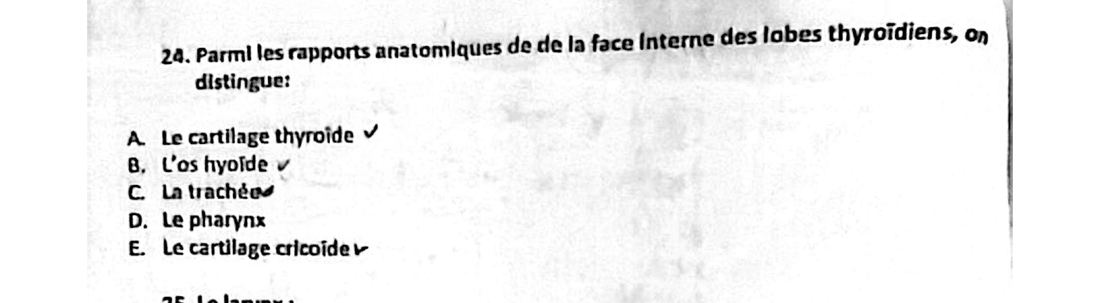 24. Parmi les rapports anatomiques de de la face interne des lobes thyroïdiens, on
distingue:
A. Le cartilage thyroïde ✓
B. L'os hyoïde ✓
C. La trachée ✓
D. Le pharynx
E. Le cartilage cricoïde ✓